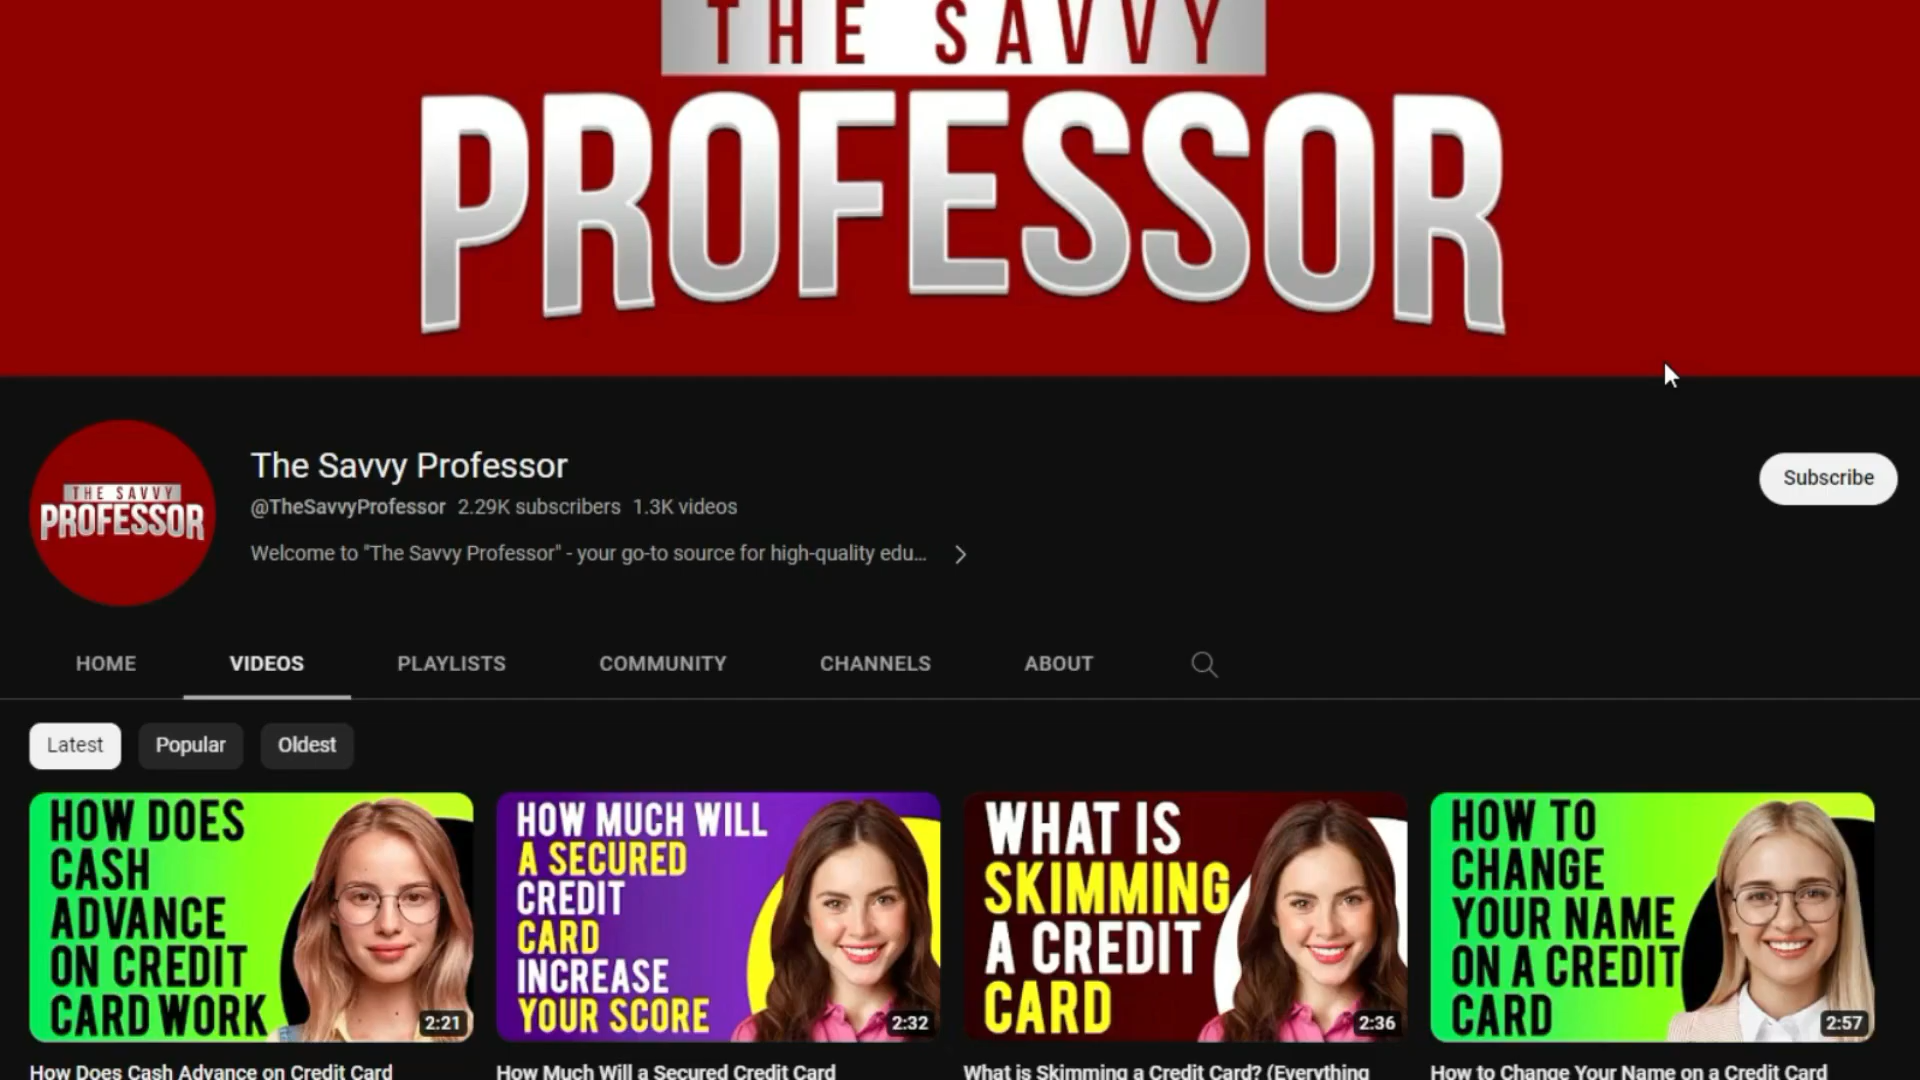 THE SAVVY
PROFESSOR
THE SAVVY
PROFESSOR
The Savvy Professor
@TheSavvyProfessor 2.29K subscribers 1.3K videos
Welcome to "The Savvy Professor" - your go-to source for high-quality edu...
Subscribe
HOME VIDEOS PLAYLISTS COMMUNITY CHANNELS ABOUT
Latest Popular Oldest
HOW DOES
CASH
ADVANCE
ON CREDIT
CARD WORK
2:21
HOW MUCH WILL
A SECURED
CREDIT
CARD
INCREASE
YOUR SCORE
2:32
WHAT IS
SKIMMING
A CREDIT
CARD
2:36
HOW TO
CHANGE
YOUR NAME
ON A CREDIT
CARD
2:57
How Does Cash Advance on Credit Card
How Much Will a Secured Credit Card
What is Skimming a Credit Card? (Everything
How to Change Your Name on a Credit Card